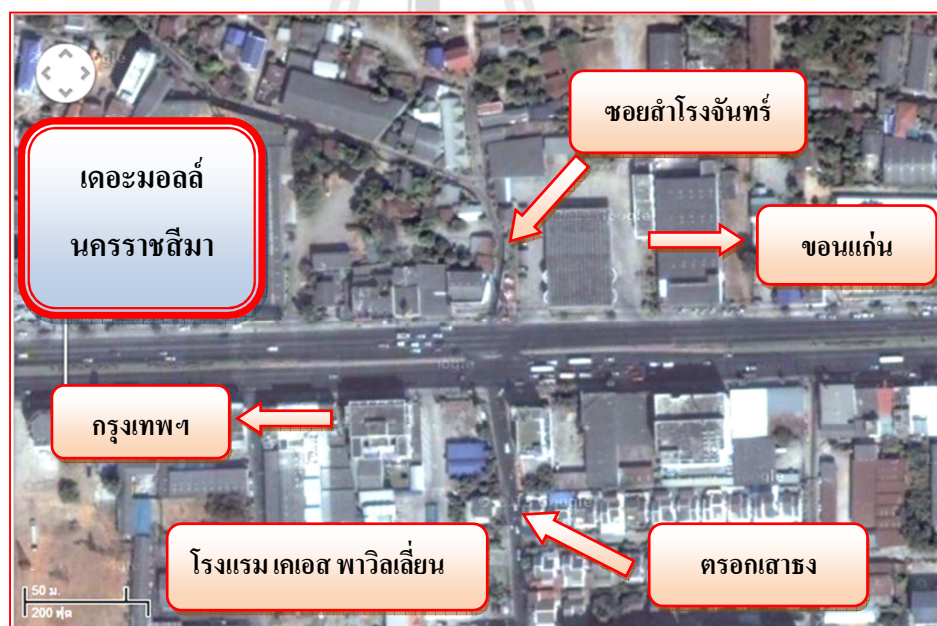 ซอยสำโรงจันทร์
เดอะมอลล์
นครราชสีมา
ขอนแก่น
กรุงเทพฯ
โรงแรม เคเอส พาวิลเลี่ยน
ตรอกเสาธง
50 ม.
200 ฟุต